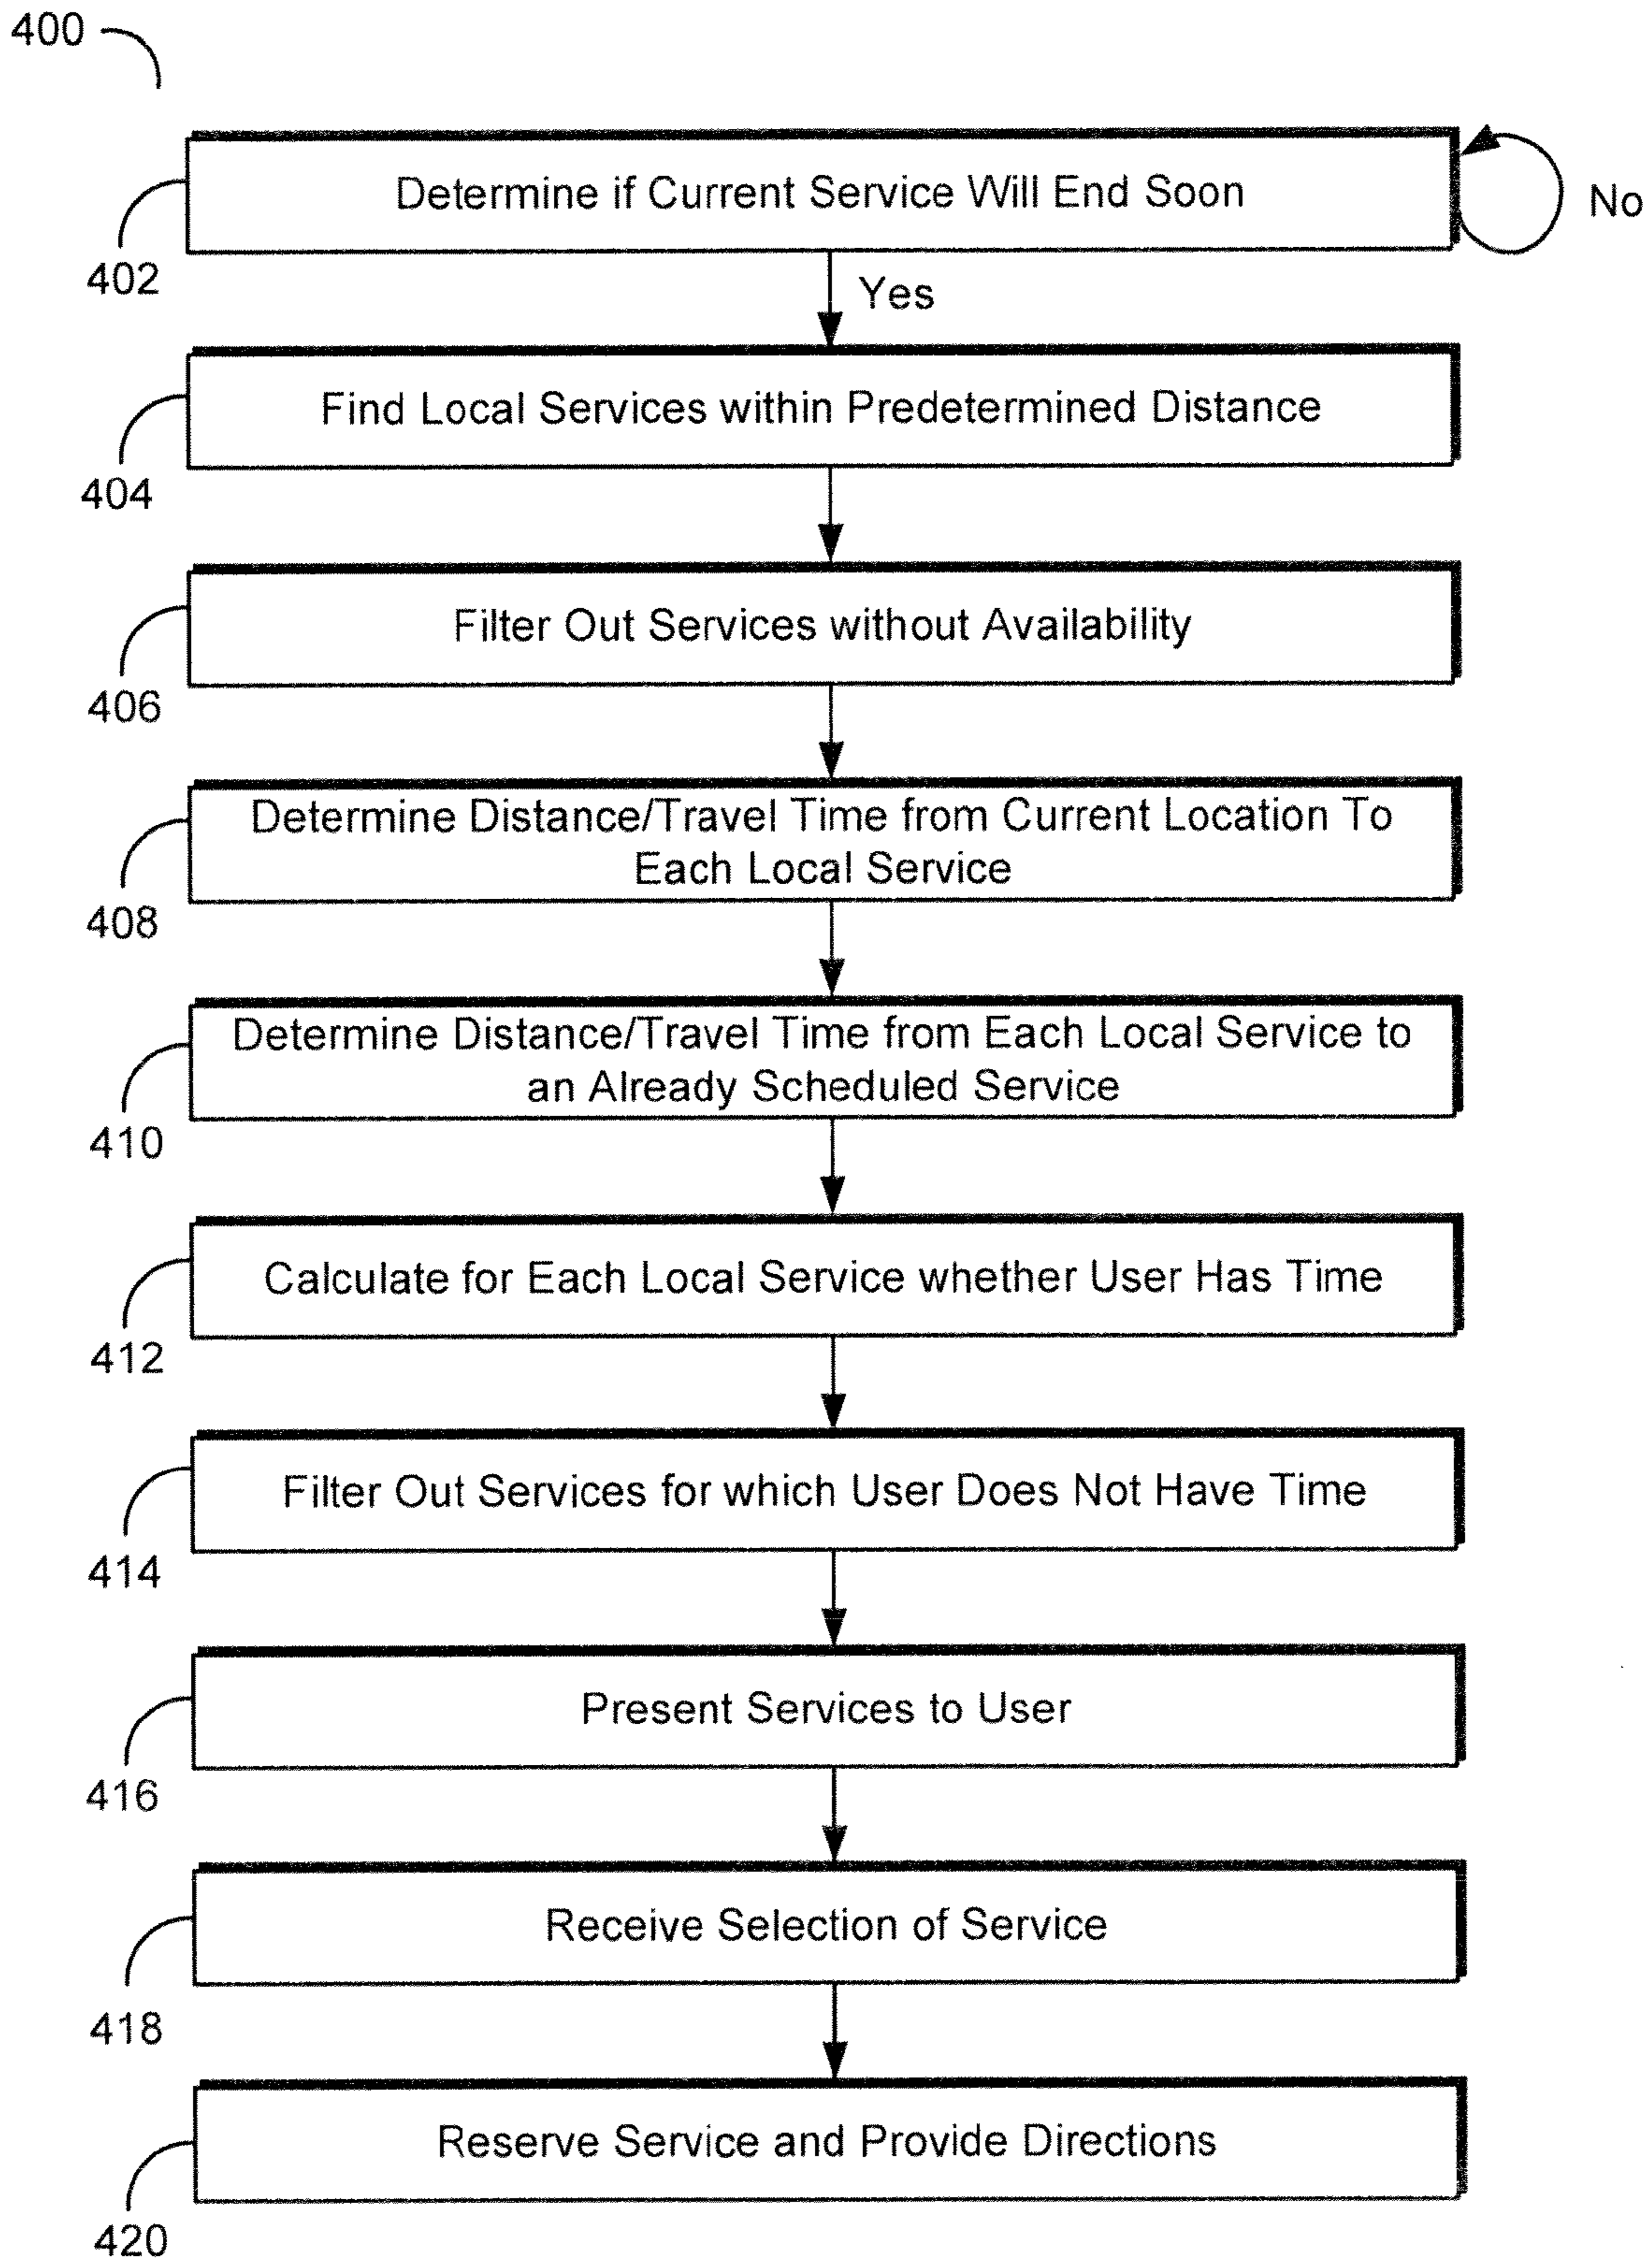 400
Determine if Current Service Will End Soon
No
402
Yes
Find Local Services within Predetermined Distance
404
Filter Out Services without Availability
406
Determine Distance/Travel Time from Current Location To
Each Local Service
408
Determine Distance/Travel Time from Each Local Service to
an Already Scheduled Service
410
Calculate for Each Local Service whether User Has Time
412
Filter Out Services for which User Does Not Have Time
414
Present Services to User
416
Receive Selection of Service
418
Reserve Service and Provide Directions
420